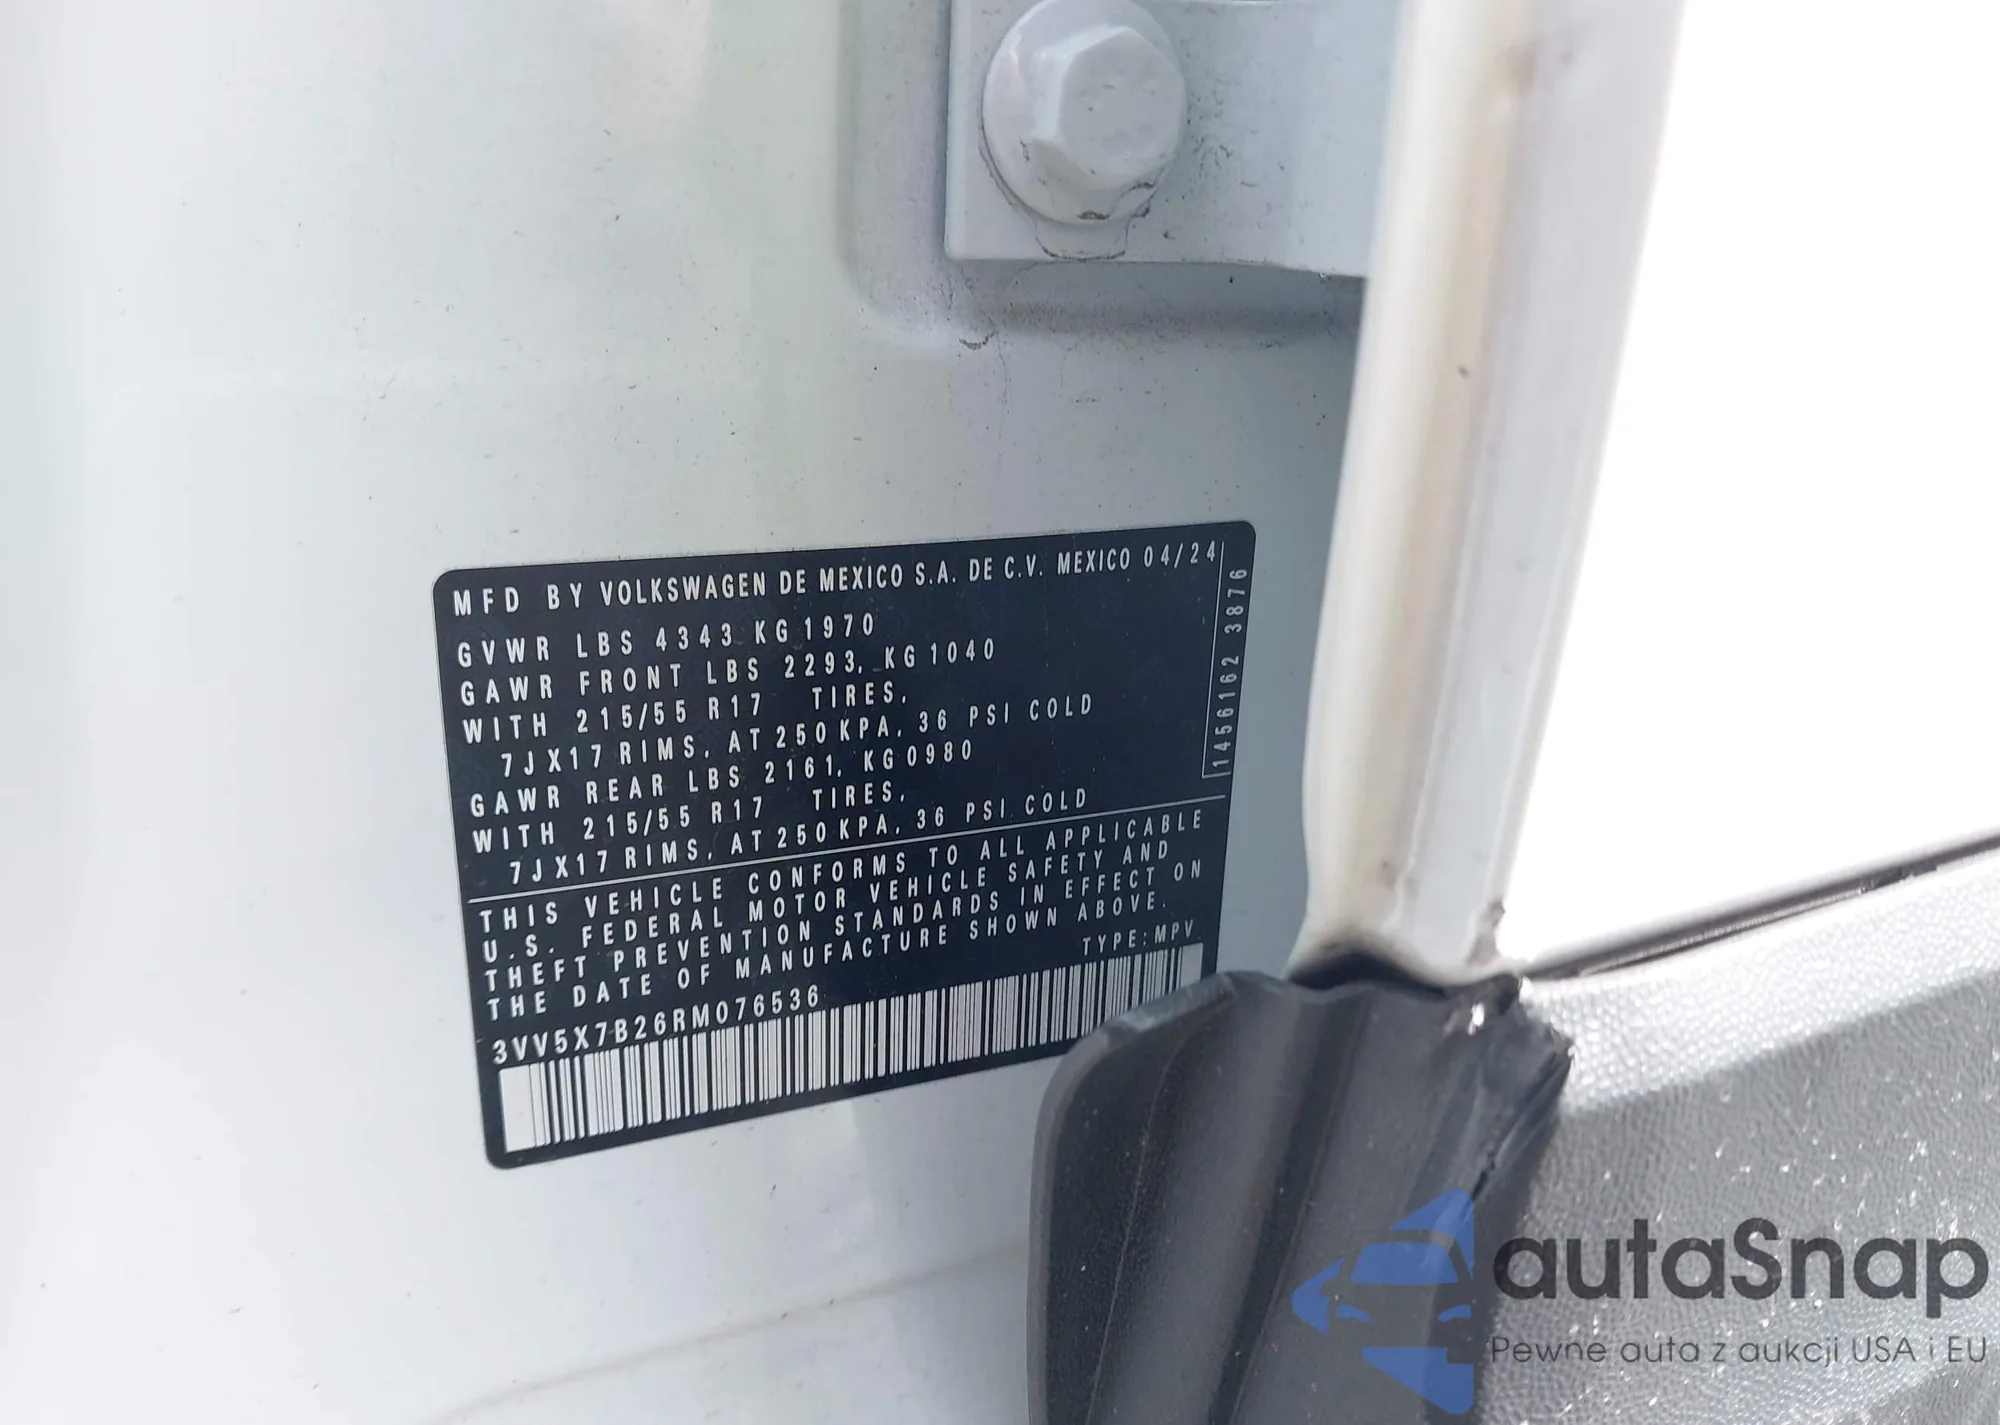 MFD BY VOLKSWAGEN DE MEXICO S.A. DE C.V. MEXICO 04/24
GVWR LBS 4343 KG 1970
GAWR FRONT LBS 2293, KG 1040
WITH 215/55 R17 TIRES,
7JX17 RIMS, AT 250 KPA, 36 PSI COLD
GAWR REAR LBS 2161, KG 0980
WITH 215/55 R17 TIRES,
7JX17 RIMS, AT 250 KPA, 36 PSI COLD
1456162 3876
THIS VEHICLE CONFORMS TO ALL APPLICABLE
U.S. FEDERAL MOTOR VEHICLE SAFETY AND
THEFT PREVENTION STANDARDS IN EFFECT ON
THE DATE OF MANUFACTURE SHOWN ABOVE.
3VV5X7B26RM076536 TYPE:MPV
autaSnap
Pewne auta z aukcji USA i EU